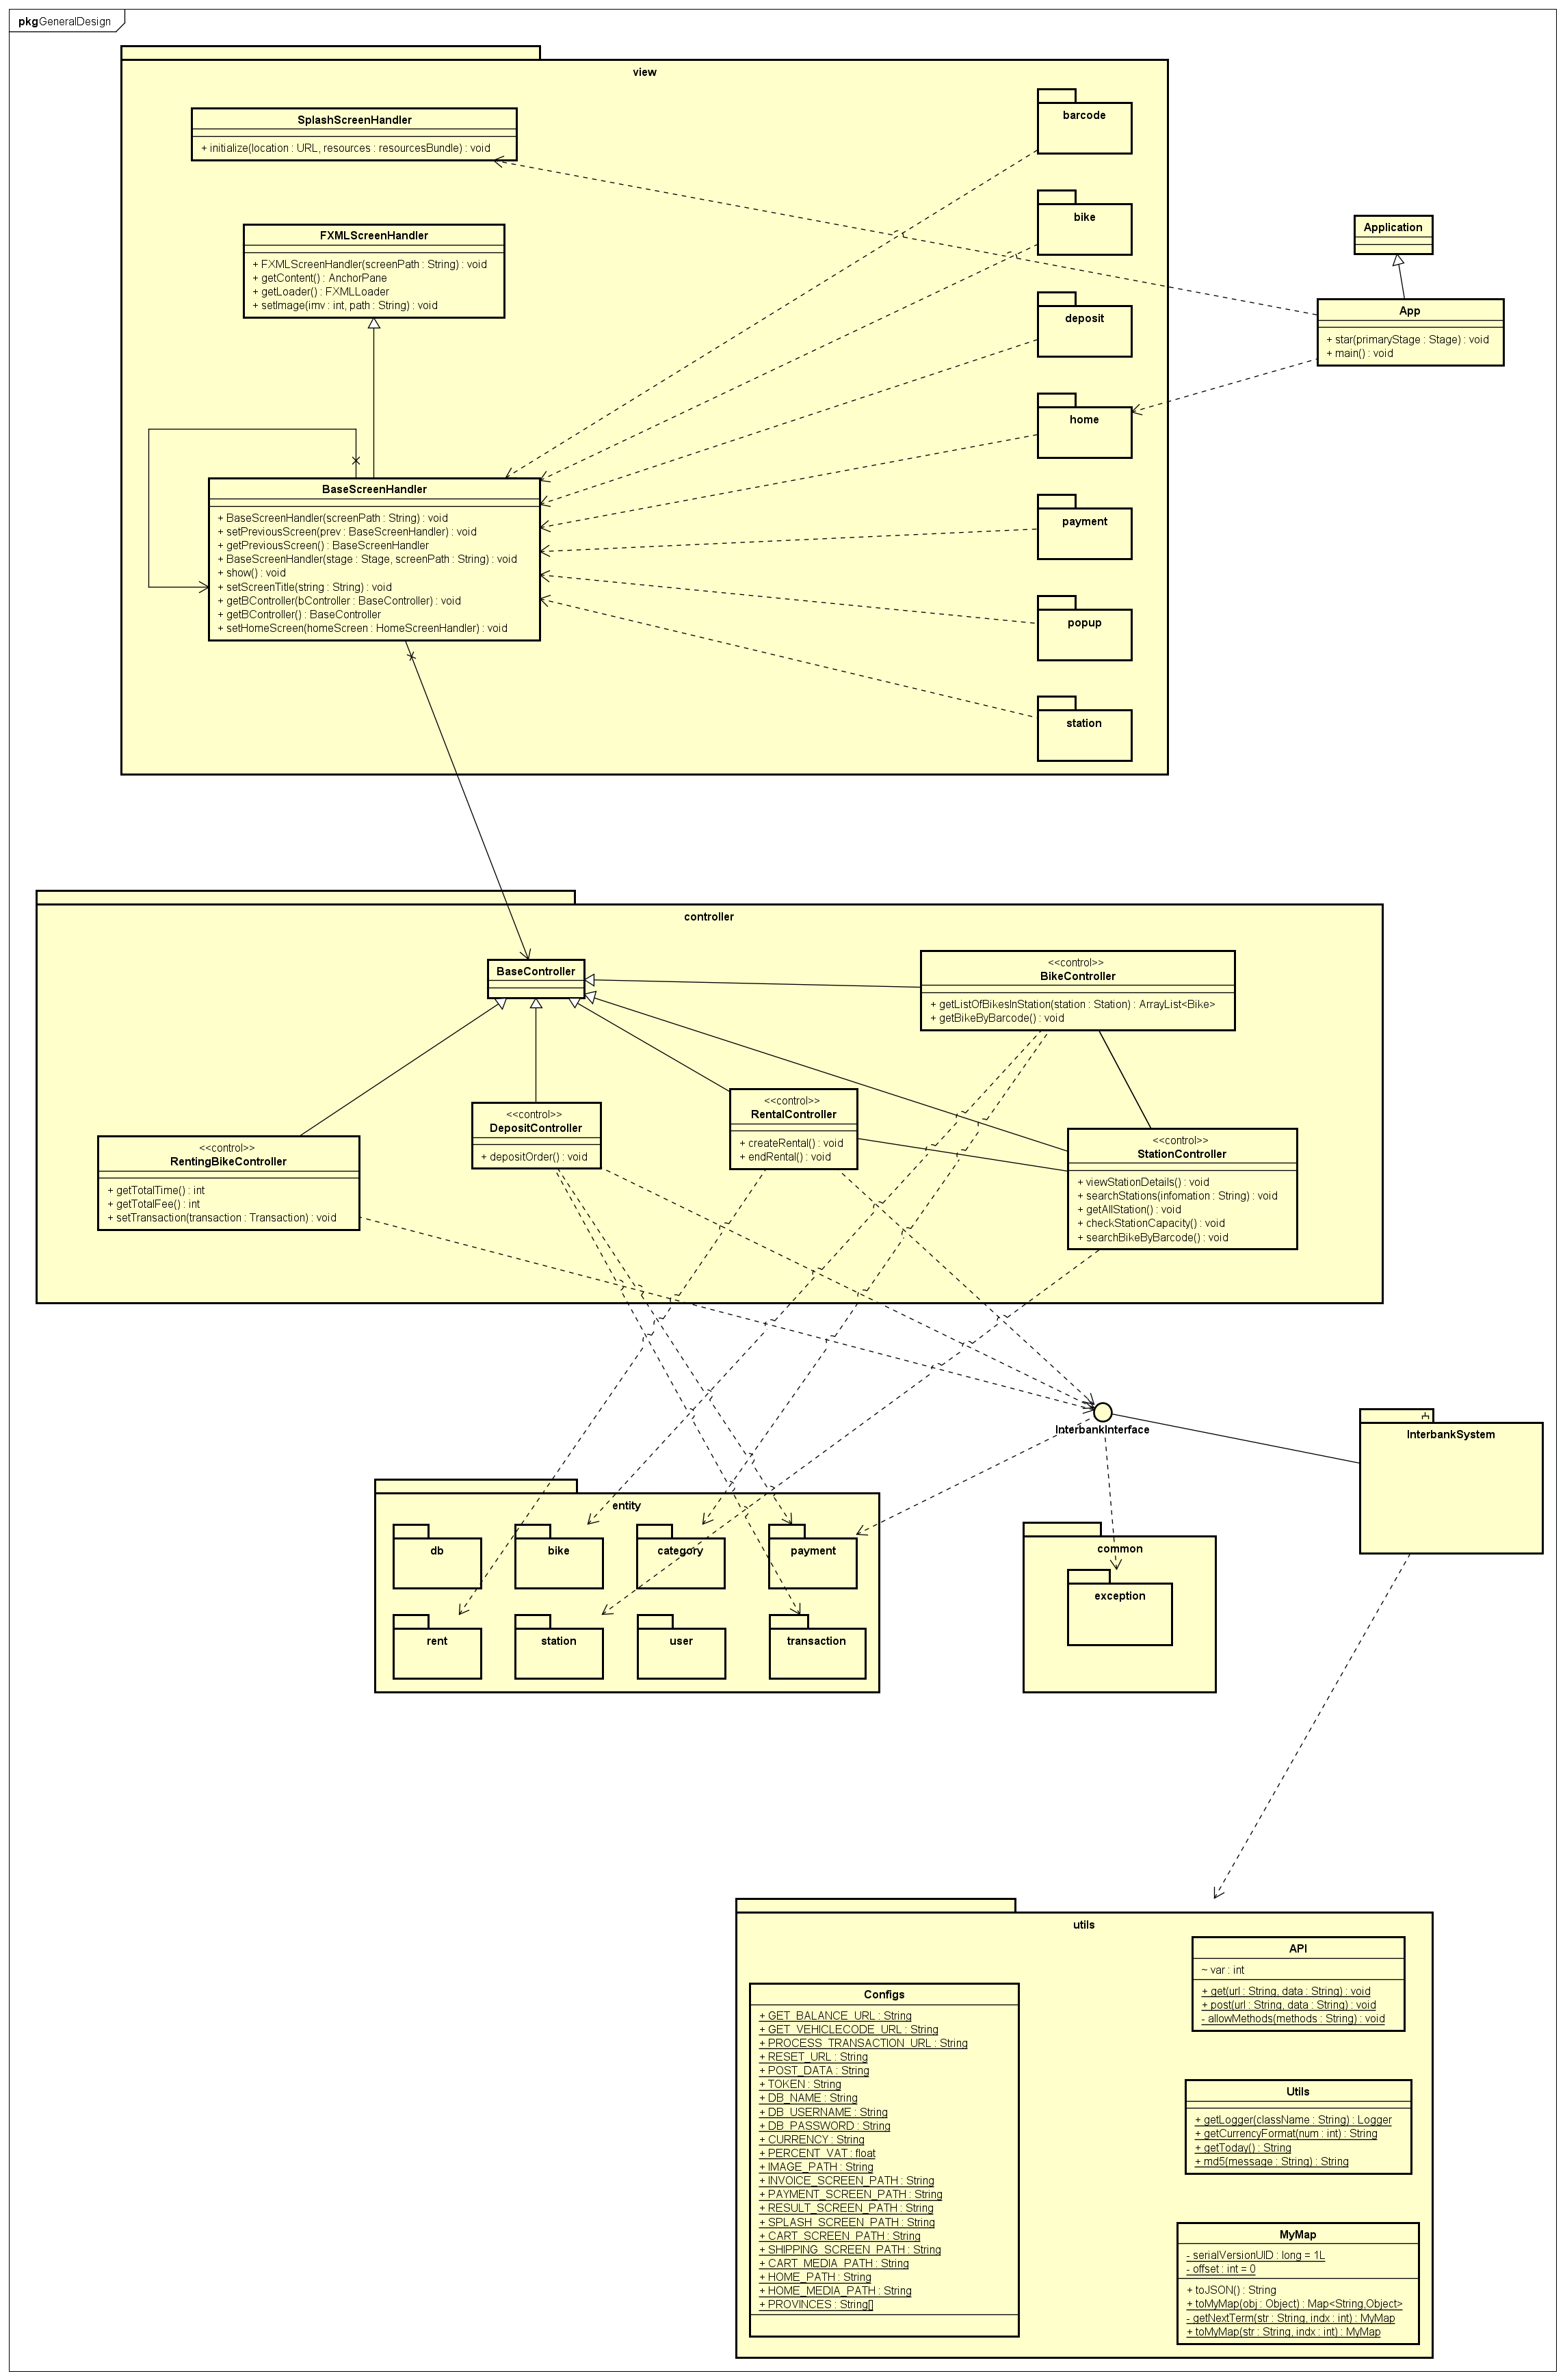 pkg GeneralDesign
view
SplashScreenHandler
+ initialize(location : URL, resources : resourcesBundle) : void
FXMLScreenHandler
+ FXMLScreenHandler(screenPath : String) : void
+ getContent() : AnchorPane
+ getLoader() : FXMLLoader
+ setImage(imv : int, path : String) : void
BaseScreenHandler
+ BaseScreenHandler(screenPath : String) : void
+ setPreviousScreen(prev : BaseScreenHandler) : void
+ getPreviousScreen() : BaseScreenHandler
+ BaseScreenHandler(stage : Stage, screenPath : String) : void
+ show() : void
+ setScreenTitle(string : String) : void
+ getBController(bController : BaseController) : void
+ getBController() : BaseController
+ setHomeScreen(homeScreen : HomeScreenHandler) : void
barcode
bike
deposit
home
payment
popup
station
Application
App
+ star(primaryStage : Stage) : void
+ main() : void
controller
BaseController
<<control>>
BikeController
+ getListOfBikesInStation(station : Station) : ArrayList<Bike>
+ getBikeByBarcode() : void
<<control>>
RentingBikeController
+ getTotalTime() : int
+ getTotalFee() : int
+ setTransaction(transaction : Transaction) : void
<<control>>
DepositController
+ depositOrder() : void
<<control>>
RentalController
+ createRental() : void
+ endRental() : void
<<control>>
StationController
+ viewStationDetails() : void
+ searchStations(infomation : String) : void
+ getAllStation() : void
+ checkStationCapacity() : void
+ searchBikeByBarcode() : void
InterbankInterface
InterbankSystem
entity
db
bike
category
payment
rent
station
user
transaction
common
exception
utils
Configs
+ GET_BALANCE_URL : String
+ GET_VEHICLECODE_URL : String
+ PROCESS_TRANSACTION_URL : String
+ RESET_URL : String
+ POST_DATA : String
+ TOKEN : String
+ DB_NAME : String
+ DB_USERNAME : String
+ DB_PASSWORD : String
+ CURRENCY : String
+ PERCENT_VAT : float
+ IMAGE_PATH : String
+ INVOICE_SCREEN_PATH : String
+ PAYMENT_SCREEN_PATH : String
+ RESULT_SCREEN_PATH : String
+ SPLASH_SCREEN_PATH : String
+ CART_SCREEN_PATH : String
+ SHIPPING_SCREEN_PATH : String
+ CART_MEDIA_PATH : String
+ HOME_PATH : String
+ HOME_MEDIA_PATH : String
+ PROVINCES : String[]
API
~ var : int
+ get(url : String, data : String) : void
+ post(url : String, data : String) : void
- allowMethods(methods : String) : void
Utils
+ getLogger(className : String) : Logger
+ getCurrencyFormat(num : int) : String
+ getToday() : String
+ md5(message : String) : String
MyMap
- serialVersionUID : long = 1L
- offset : int = 0
+ toJSON() : String
+ toMyMap(obj : Object) : Map<String,Object>
- getNextTerm(str : String, indx : int) : MyMap
+ toMyMap(str : String, indx : int) : MyMap